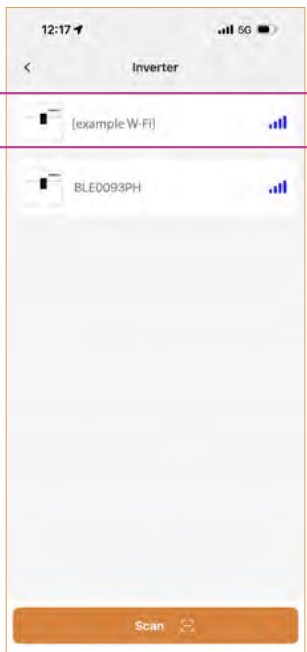 12:17 5G
Inverter
[example W-Fi]
BLE0093PH
Scan